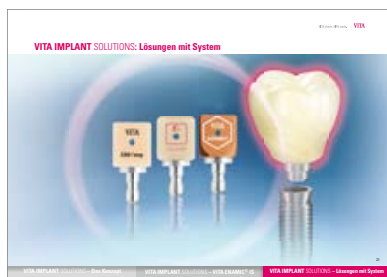 VITA
VITA IMPLANT SOLUTIONS: Lösungen mit System
VITA
VITA IMPLANT SOLUTIONS – Das Konzept
VITA IMPLANT SOLUTIONS – VITA ENAMIC® IS
VITA IMPLANT SOLUTIONS – Lösungen mit System